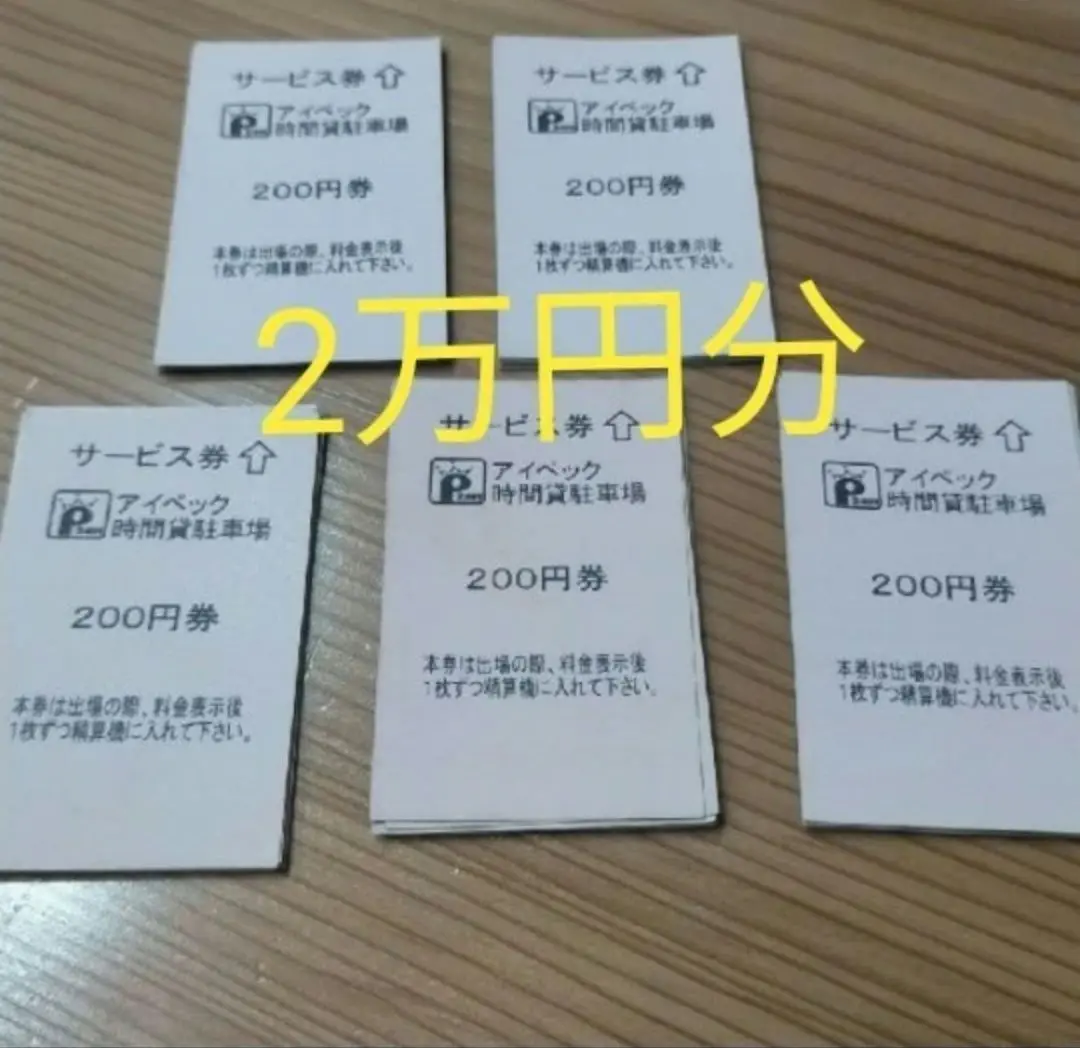 サービス券⇧
アイペック
時間貸駐車場
200円券
本券は出場の際、料金表示後
1枚ずつ精算機に入れて下さい。
サービス券⇧
アイペック
時間貸駐車場
200円券
本券は出場の際、料金表示後
1枚ずつ精算機に入れて下さい。
2万円分
サービス券⇧
P
アイペック
時間貸駐車場
200円券
本券は出場の際、料金表示後
1枚ずつ精算機に入れて下さい。
サービス券⇧
P
アイペック
時間貸駐車場
200円券
本券は出場の際、料金表示後
1枚ずつ精算機に入れて下さい。
サービス券⇧
P
アイペック
時間貸駐車場
200円券
本券は出場の際、料金表示後
1枚ずつ精算機に入れて下さい。